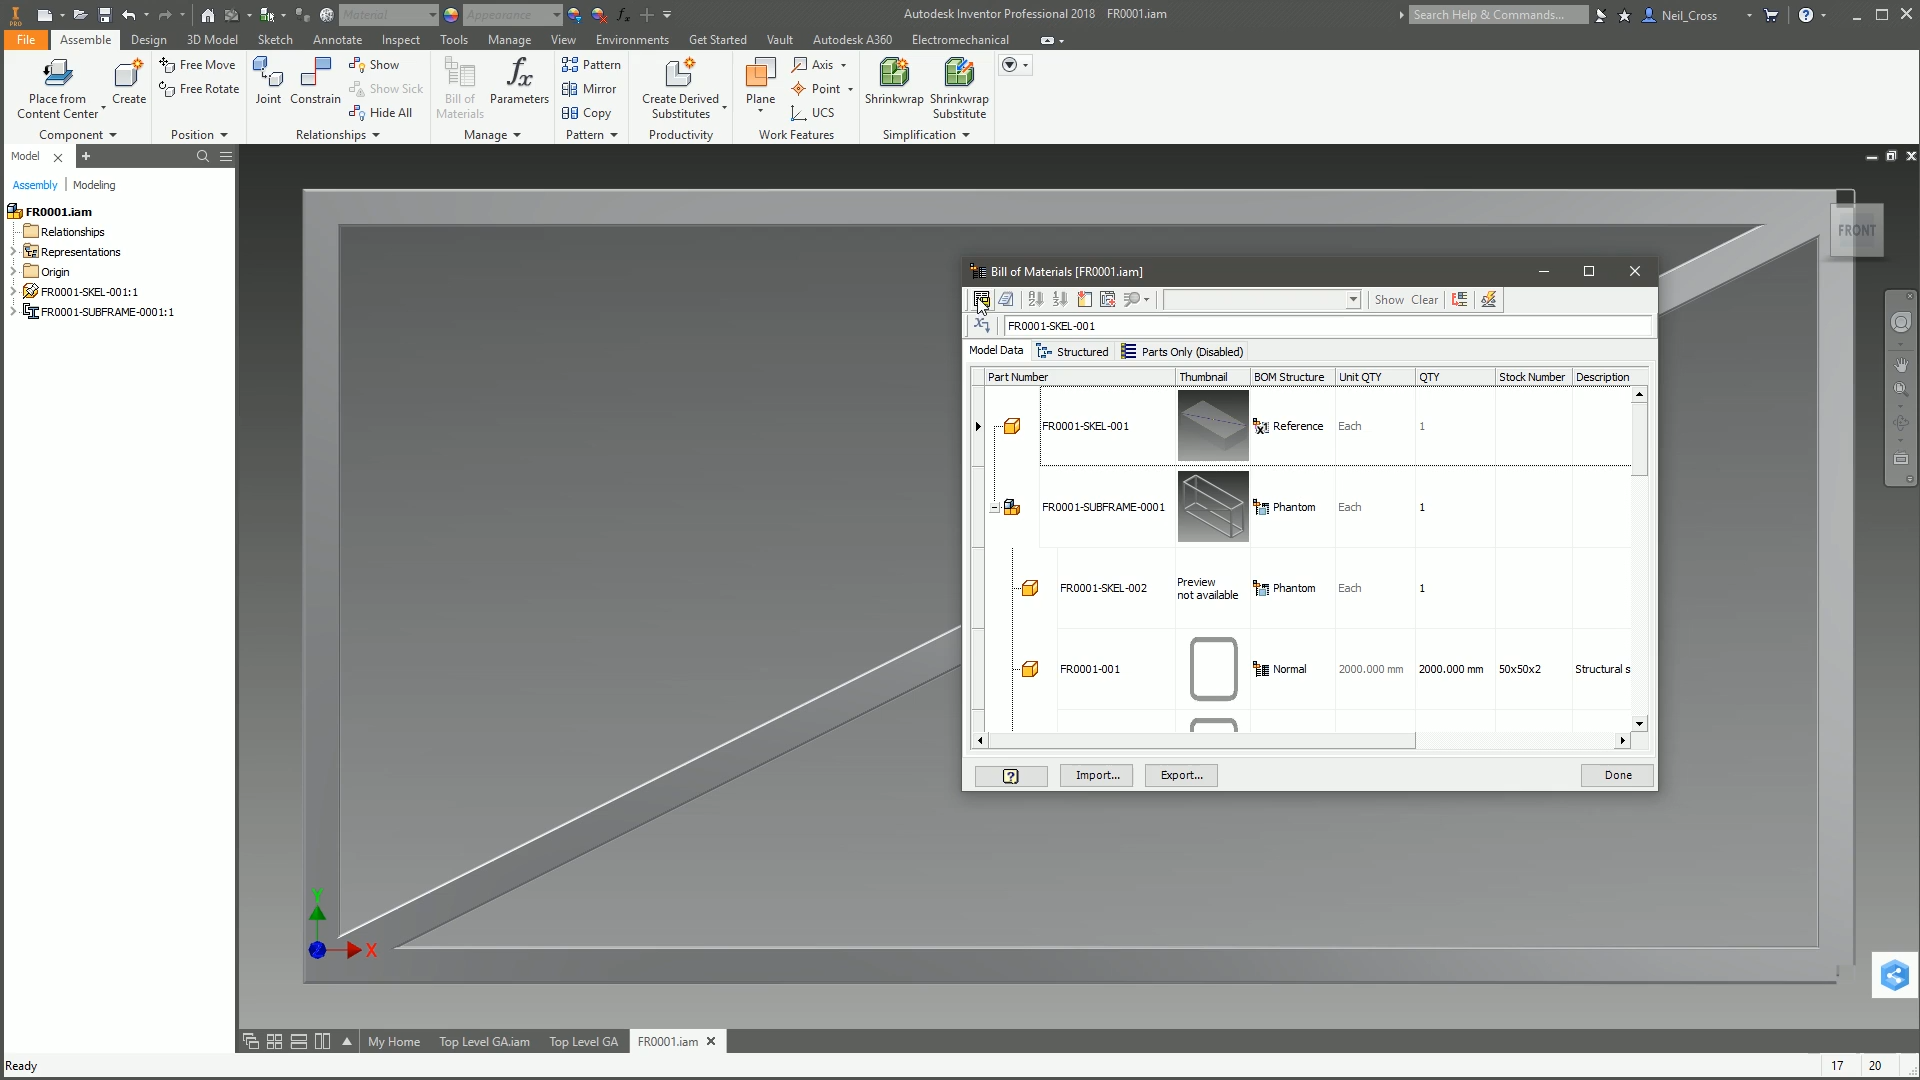 PRO
Material
Appearance
fx
Autodesk Inventor Professional 2018 FR0001.iam
Search Help & Commands...
Neil_Cross
File Assemble Design 3D Model Sketch Annotate Inspect Tools Manage View Environments Get Started Vault Autodesk A360 Electromechanical
Place from
Content Center
Create
Free Move
Free Rotate
Joint
Constrain
Show
Show Sick
Hide All
Bill of
Materials
fx
Parameters
Pattern
Mirror
Copy
Create Derived
Substitutes
Plane
Axis
Point
UCS
Shrinkwrap
Shrinkwrap
Substitute
Component Position Relationships Manage Pattern Productivity Work Features Simplification
Model
Assembly | Modeling
FR0001.iam
Relationships
Representations
Origin
FR0001-SKEL-001:1
FR0001-SUBFRAME-0001:1
FRONT
Bill of Materials [FR0001.iam]
Show Clear
FR0001-SKEL-001
Model Data Structured Parts Only (Disabled)
Part Number Thumbnail BOM Structure Unit QTY QTY Stock Number Description
FR0001-SKEL-001 Reference Each 1
FR0001-SUBFRAME-0001 Phantom Each 1
FR0001-SKEL-002 Preview
not available Phantom Each 1
FR0001-001 Normal 2000.000 mm 2000.000 mm 50x50x2 Structural s
Import... Export... Done
Y
X
My Home Top Level GA.iam Top Level GA FR0001.iam
Ready
17 20